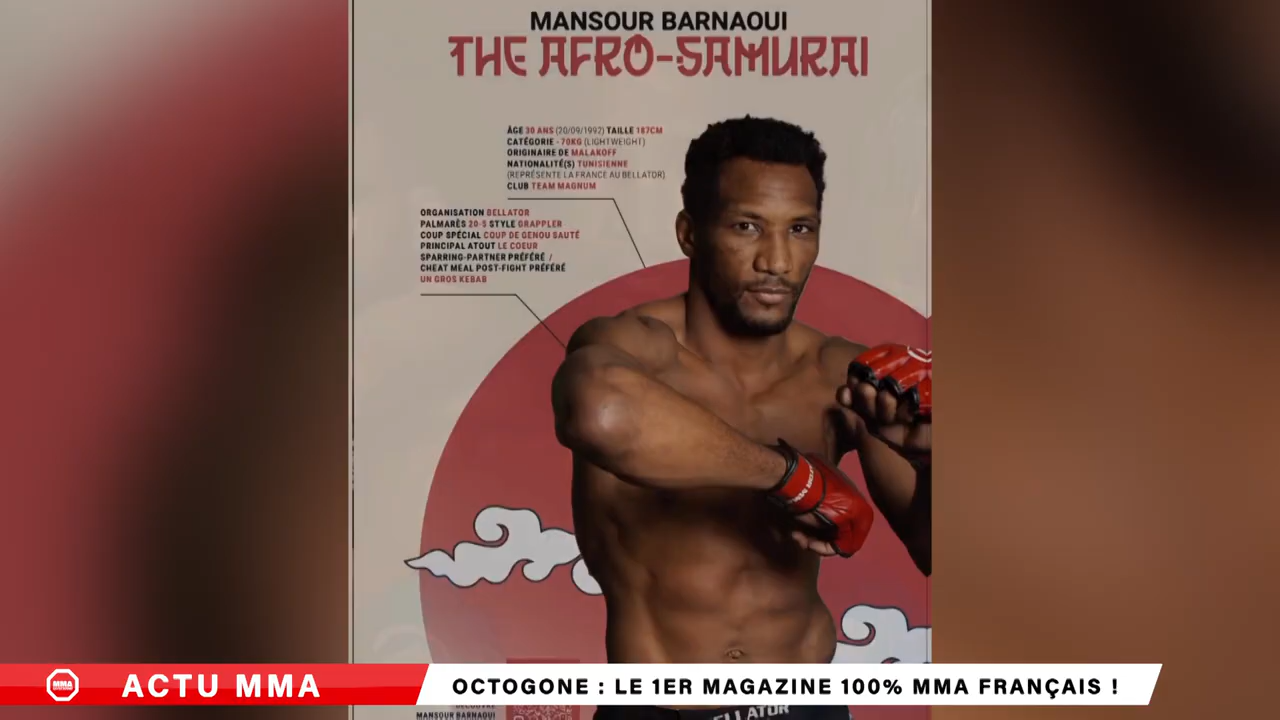 MANSOUR BARNAOUI
THE AFRO-SAMURAI
ÂGE 30 ANS (20/09/1992) TAILLE 187CM
CATÉGORIE - 70KG (LIGHTWEIGHT)
ORIGINAIRE DE MALAKOFF
NATIONALITÉ(S) TUNISIENNE
(REPRÉSENTE LA FRANCE AU BELLATOR)
CLUB TEAM MAGNUM
ORGANISATION BELLATOR
PALMARÈS 20-5 STYLE GRAPPLER
COUP SPÉCIAL COUP DE GENOU SAUTÉ
PRINCIPAL ATOUT LE COEUR
SPARRING-PARTNER PRÉFÉRÉ /
CHEAT MEAL POST-FIGHT PRÉFÉRÉ
UN GROS KEBAB
MMA
ACTU MMA
OCTOGONE : LE 1ER MAGAZINE 100% MMA FRANÇAIS !
DÉCOUVRE
MANSOUR BARNAOUI
BELLATOR